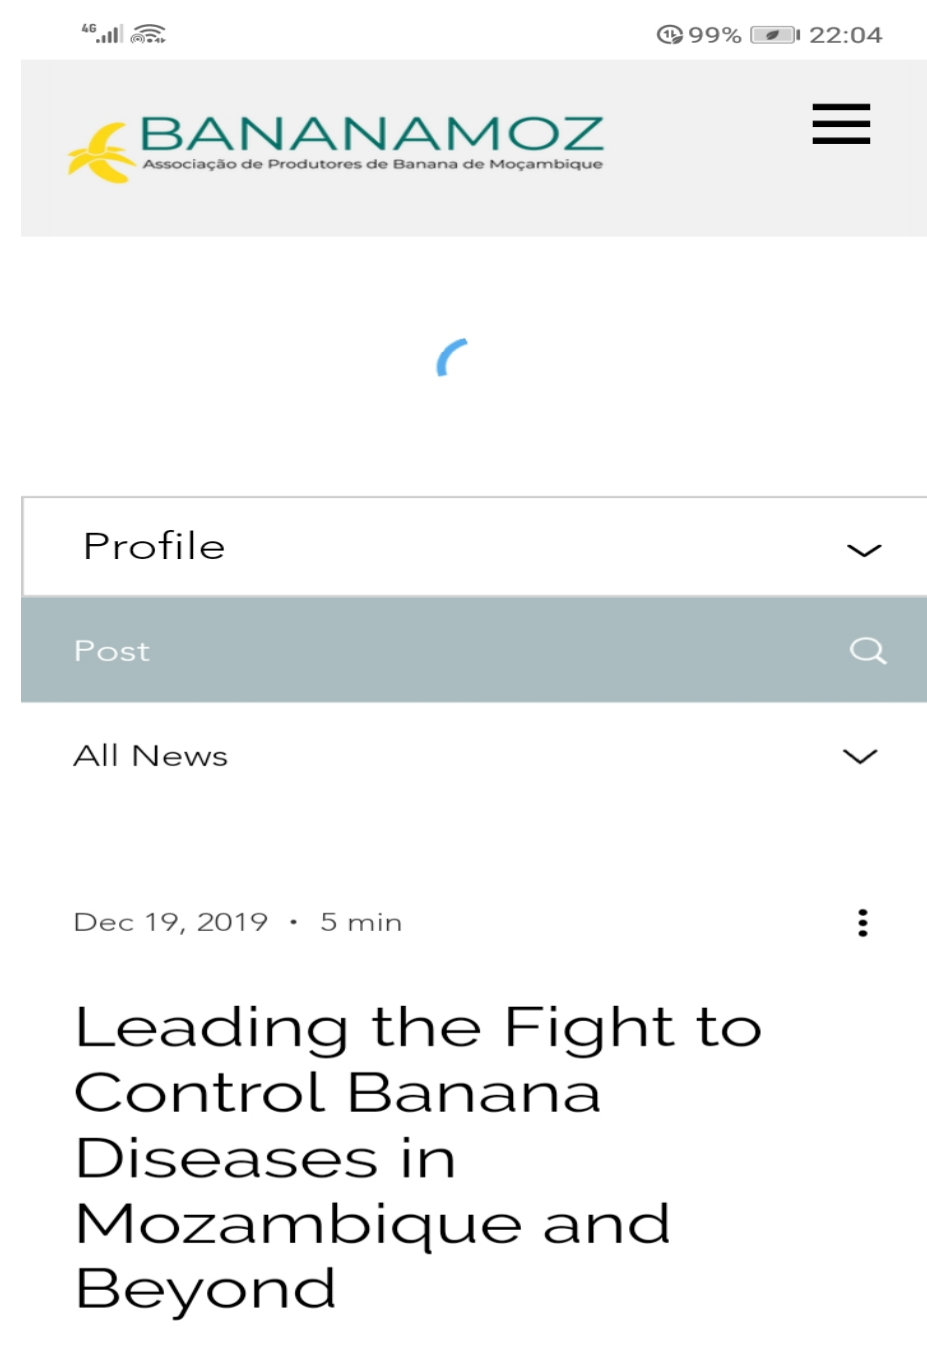 4G 99% 22:04
BANANAMOZ
Associação de Produtores de Banana de Moçambique
Profile
Post
All News
Dec 19, 2019 • 5 min
Leading the Fight to
Control Banana
Diseases in
Mozambique and
Beyond